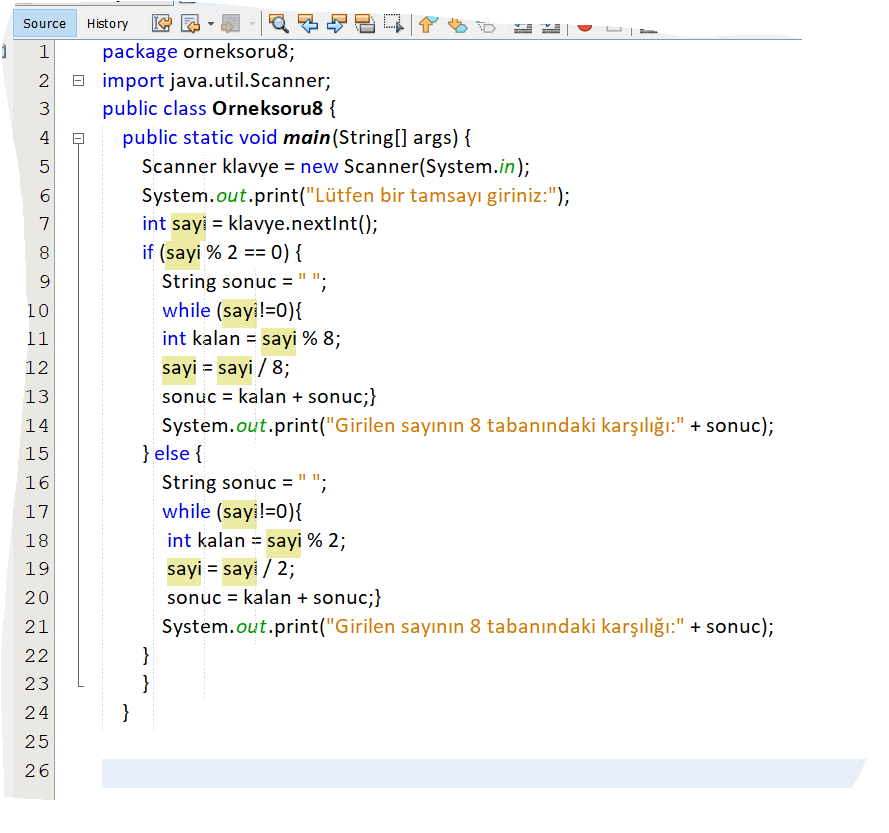 Source History
1 package orneksoru8;
2 import java.util.Scanner;
3 public class Orneksoru8 {
4 public static void main(String[] args) {
5 Scanner klavye = new Scanner(System.in);
6 System.out.print("Lütfen bir tamsayı giriniz:");
7 int sayi = klavye.nextInt();
8 if (sayi % 2 == 0) {
9 String sonuc = " ";
10 while (sayi!=0){
11 int kalan = sayi % 8;
12 sayi = sayi / 8;
13 sonuc = kalan + sonuc;}
14 System.out.print("Girilen sayının 8 tabanındaki karşılığı:" + sonuc);
15 } else {
16 String sonuc = " ";
17 while (sayi!=0){
18 int kalan = sayi % 2;
19 sayi = sayi / 2;
20 sonuc = kalan + sonuc;}
21 System.out.print("Girilen sayının 8 tabanındaki karşılığı:" + sonuc);
22 }
23 }
24 }
25
26